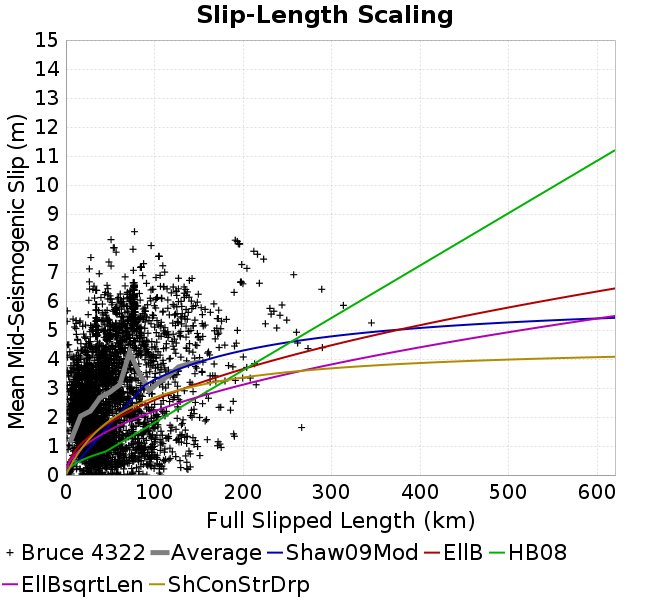 Slip-Length Scaling
Mean Mid-Seismogenic Slip (m)
15
14
13
12
11
10
9
8
7
6
5
4
3
2
1
0
0 100 200 300 400 500 600
Full Slipped Length (km)
Bruce 4322 Average Shaw09Mod EllB HB08
EllBsqrtLen ShConStrDrp